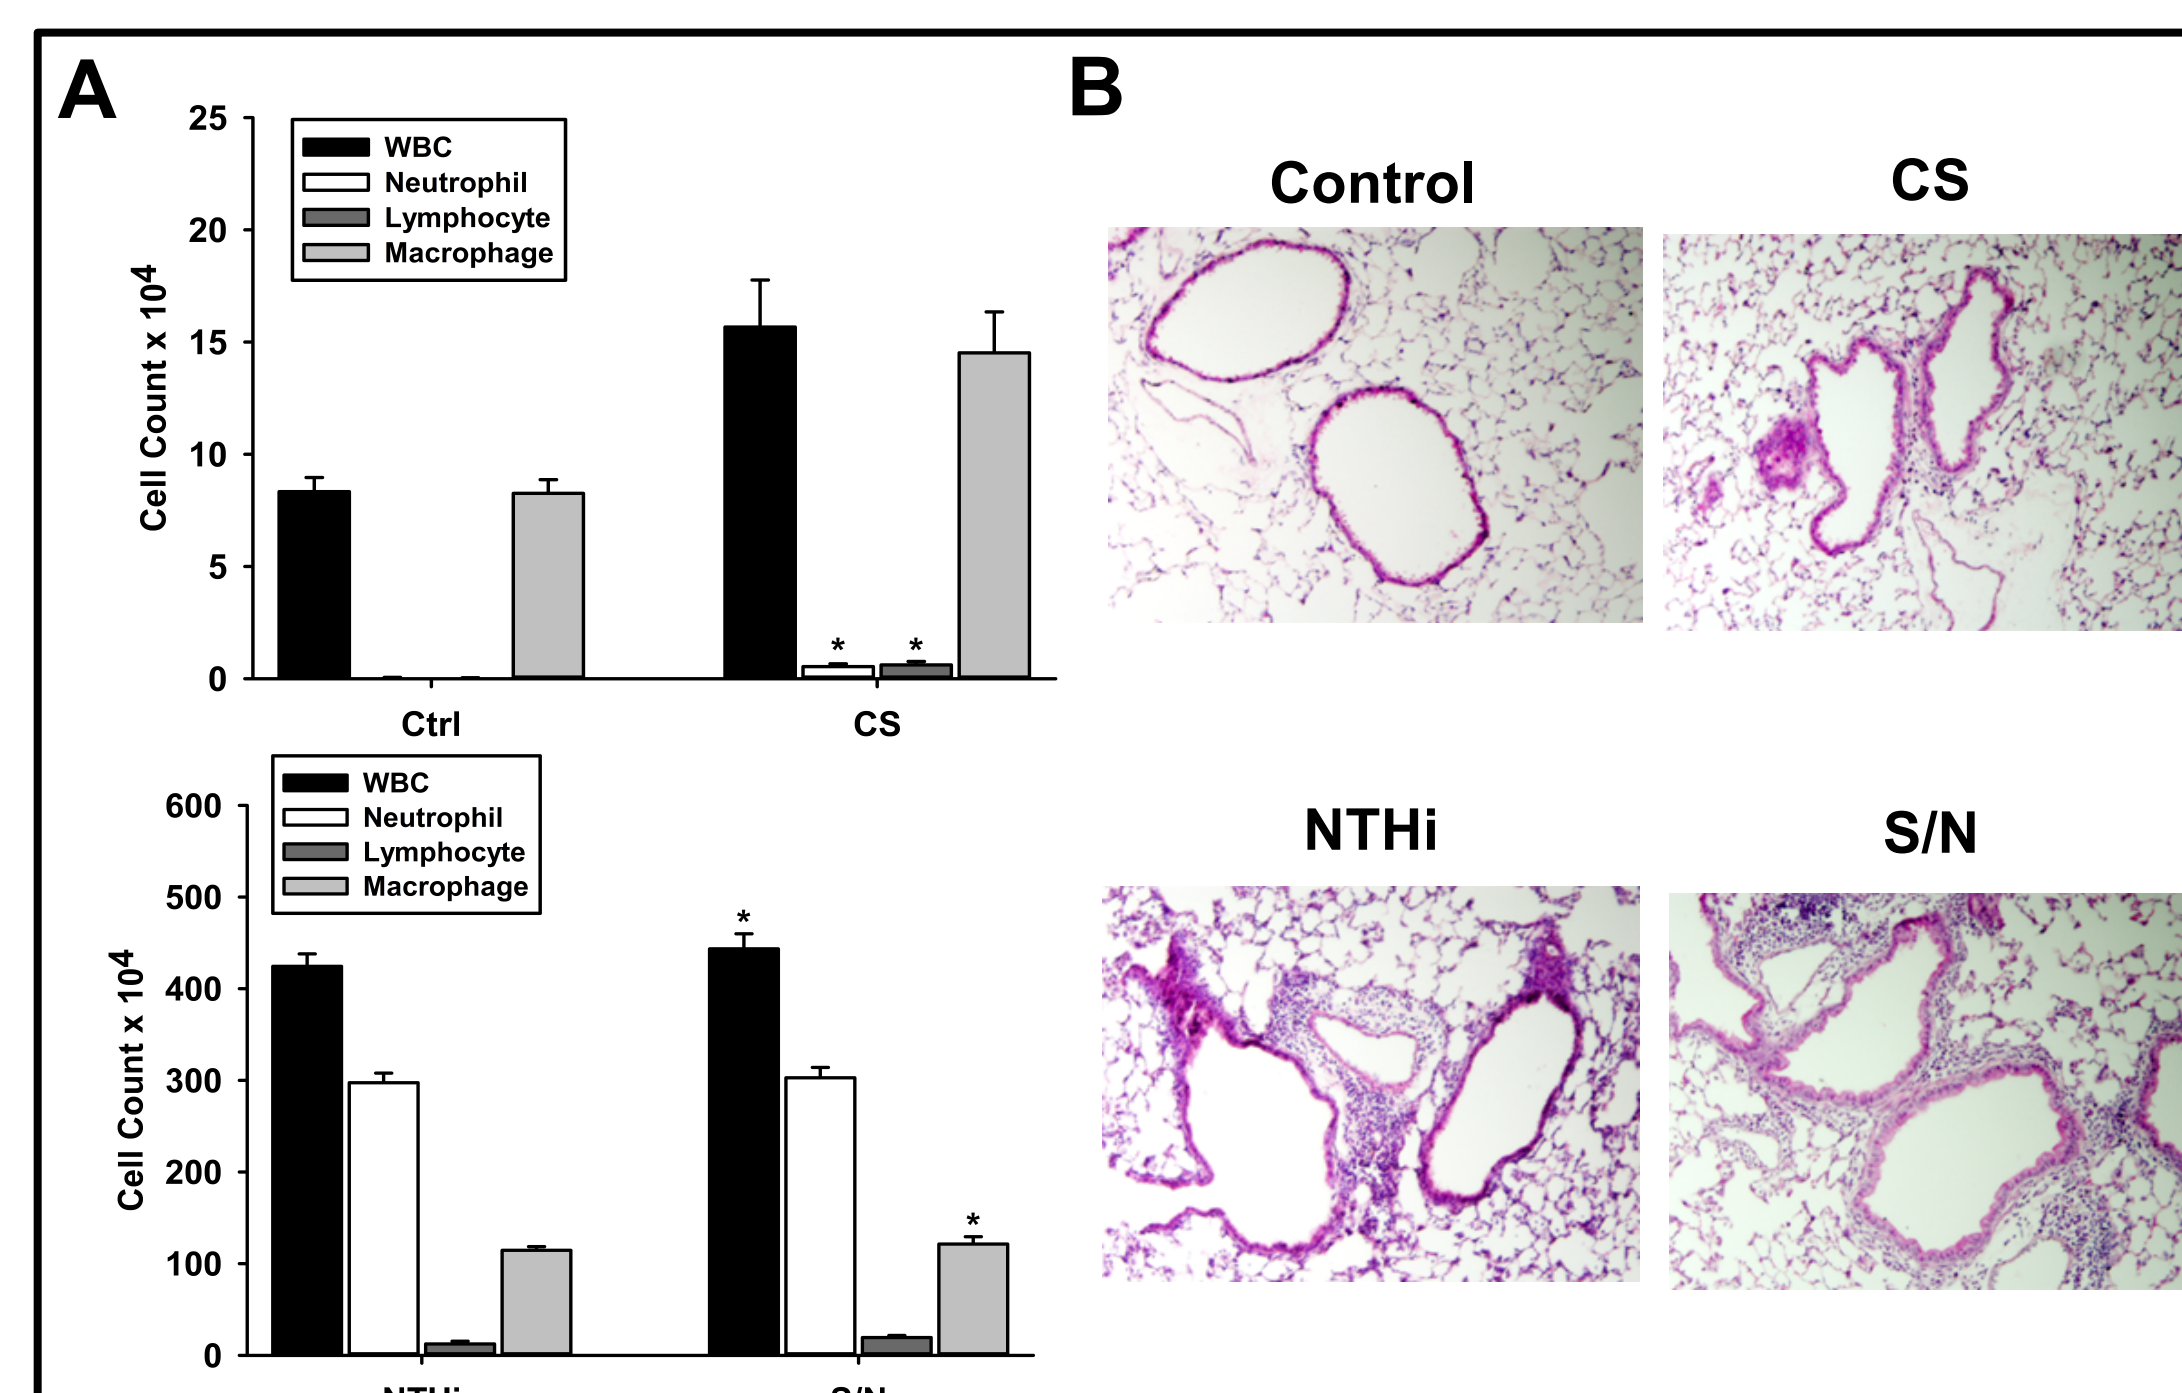 A
25
20
15
10
5
0
Cell Count x 10⁴
WBC
Neutrophil
Lymphocyte
Macrophage
* *
Ctrl CS
600
500
400
300
200
100
0
Cell Count x 10⁴
WBC
Neutrophil
Lymphocyte
Macrophage
*
*
NTHi S/N
B
Control CS
NTHi S/N